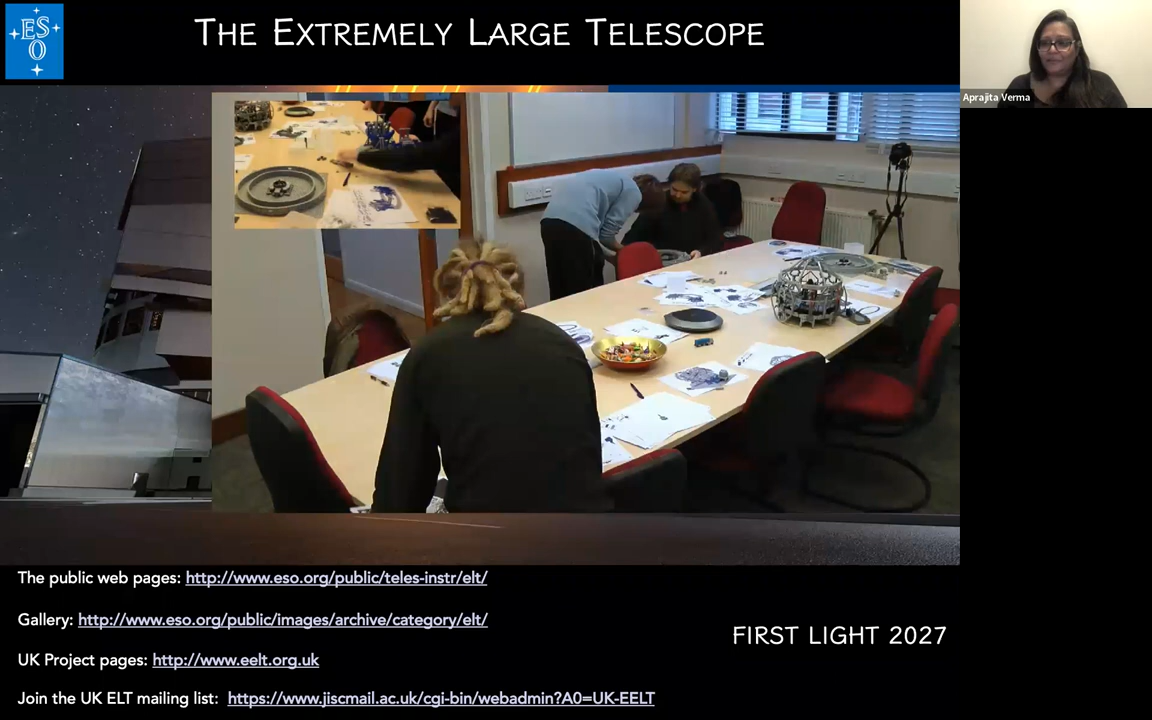 ESO
THE EXTREMELY LARGE TELESCOPE
Aprajita Verma
The public web pages: http://www.eso.org/public/teles-instr/elt/
Gallery: http://www.eso.org/public/images/archive/category/elt/
FIRST LIGHT 2027
UK Project pages: http://www.eelt.org.uk
Join the UK ELT mailing list: https://www.jiscmail.ac.uk/cgi-bin/webadmin?A0=UK-EELT